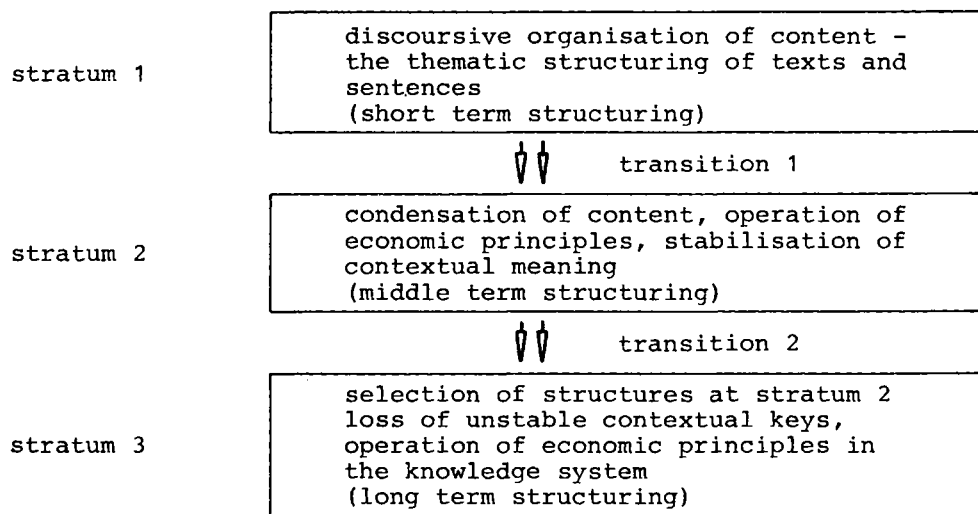 discoursive organisation of content -
the thematic structuring of texts and
stratum 1
sentences
(short term structuring)
transition 1
condensation of content, operation of
economic principles, stabilisation of
stratum 2
contextual meaning
(middle term structuring)
transition 2
selection of structures at stratum 2
loss of unstable contextual keys,
stratum 3
operation of economic principles in
the knowledge system
(long term structuring)